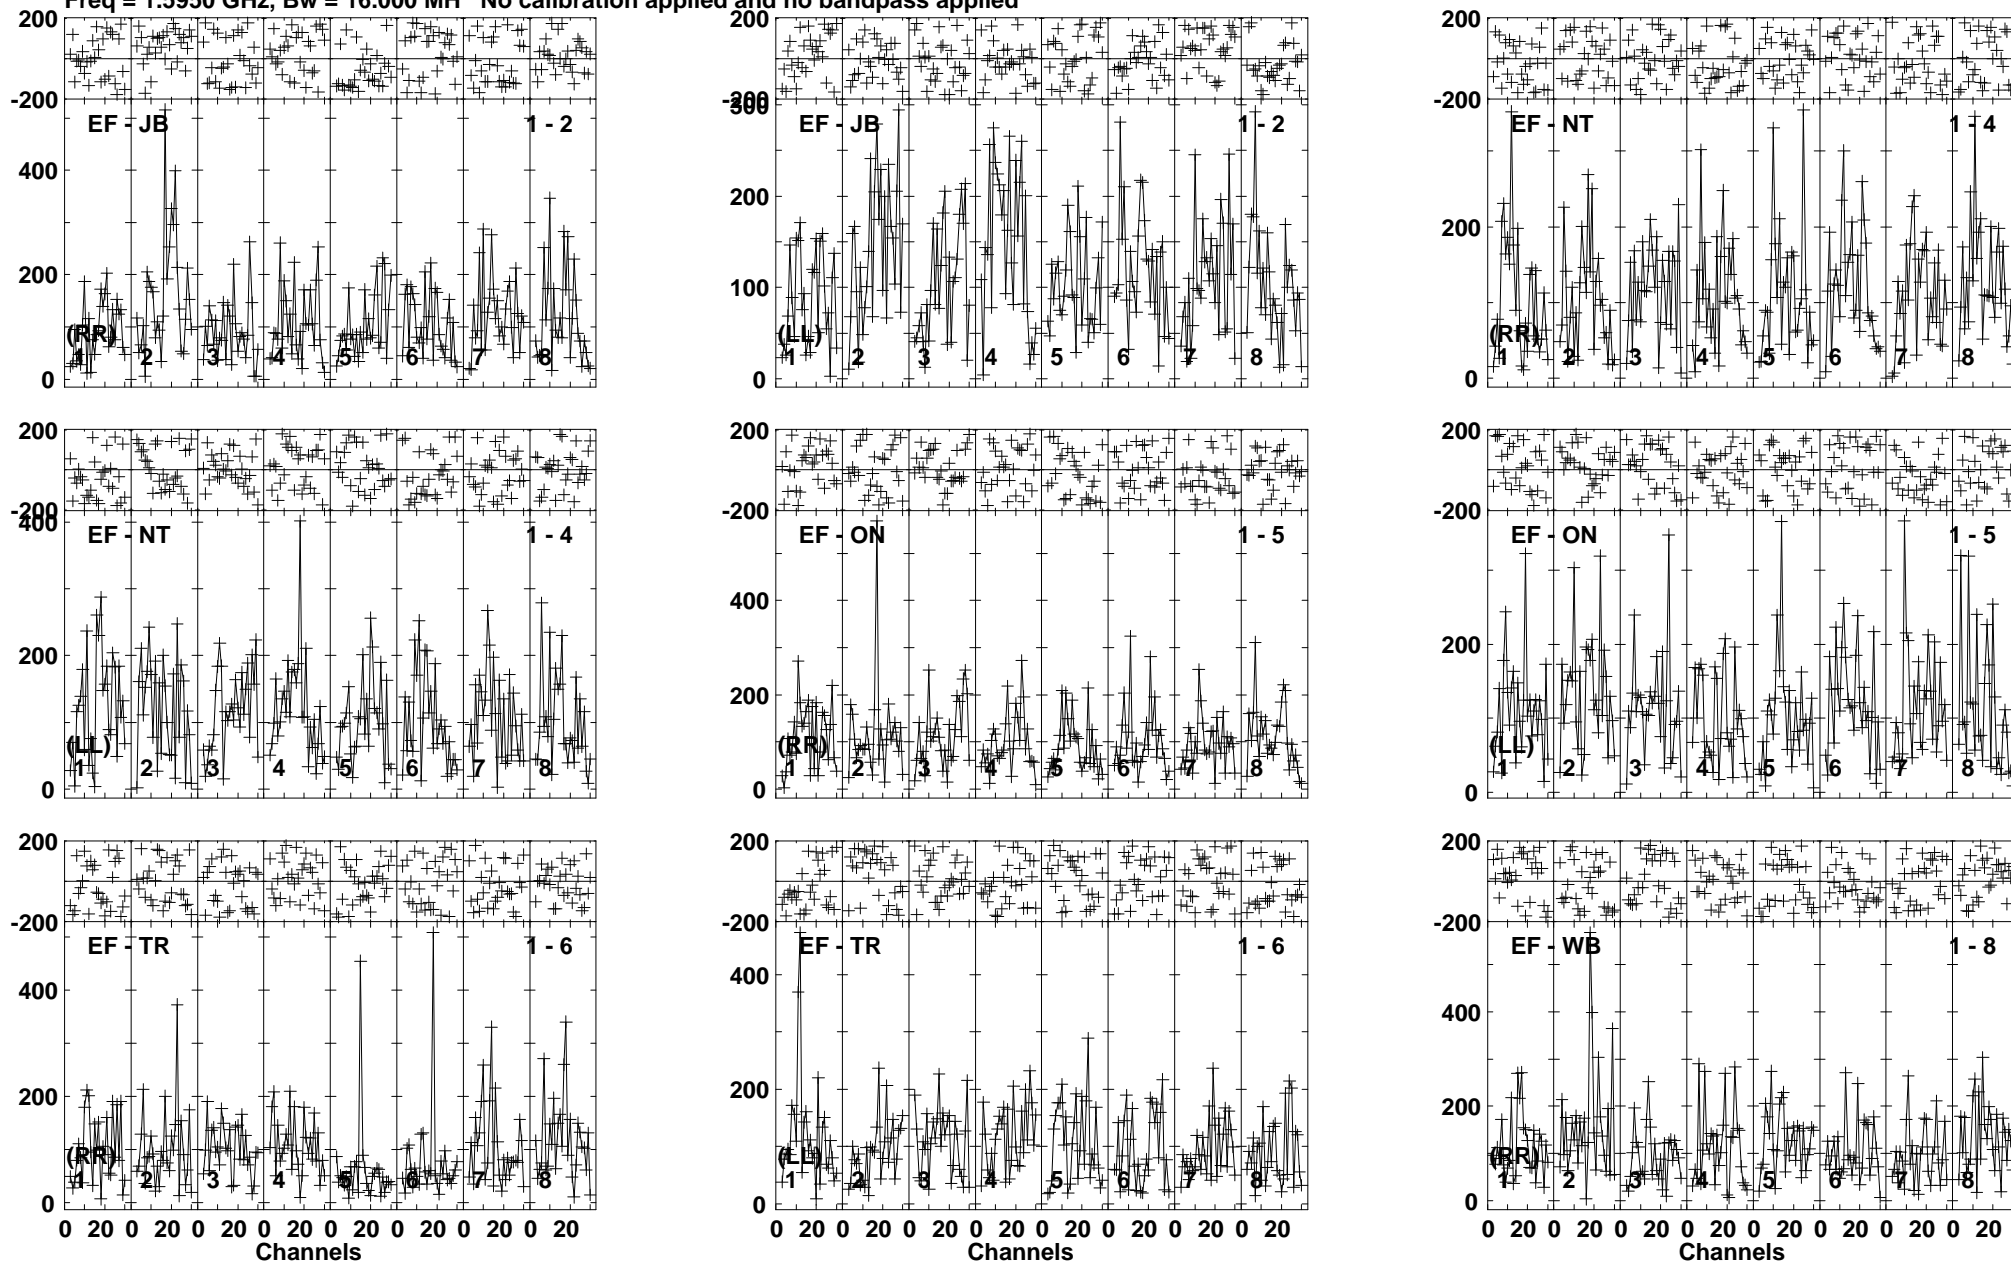 Freq = 1.5950 GHz, Bw = 16.000 MH No calibration applied and no bandpass applied
200 200 200
-200 -200 -200
EF - JB 1 - 2 300 EF - JB 1 - 2 EF - NT 1 - 4
400 200 200
200 100
(RR) (LL) (RR)
1 2 3 4 5 6 7 8 1 2 3 4 5 6 7 8 1 2 3 4 5 6 7 8
0 0 0
200 200 200
-200 -200 -200
400 EF - NT 1 - 4 EF - ON 1 - 5 EF - ON 1 - 5
200 400 200
200
(LL) (RR) (LL)
1 2 3 4 5 6 7 8 1 2 3 4 5 6 7 8 1 2 3 4 5 6 7 8
0 0 0
200 200 200
-200 -200 -200
EF - TR 1 - 6 EF - TR 1 - 6 EF - WB 1 - 8
400 400 400
200 200 200
(RR) (LL) (RR)
1 2 3 4 5 6 7 8 1 2 3 4 5 6 7 8 1 2 3 4 5 6 7 8
0 0 0
0 20 0 20 0 20 0 20 0 20 0 20 0 20 0 20 0 20 0 20 0 20 0 20 0 20 0 20 0 20 0 20 0 20 0 20 0 20 0 20 0 20 0 20 0 20 0 20
Channels Channels Channels